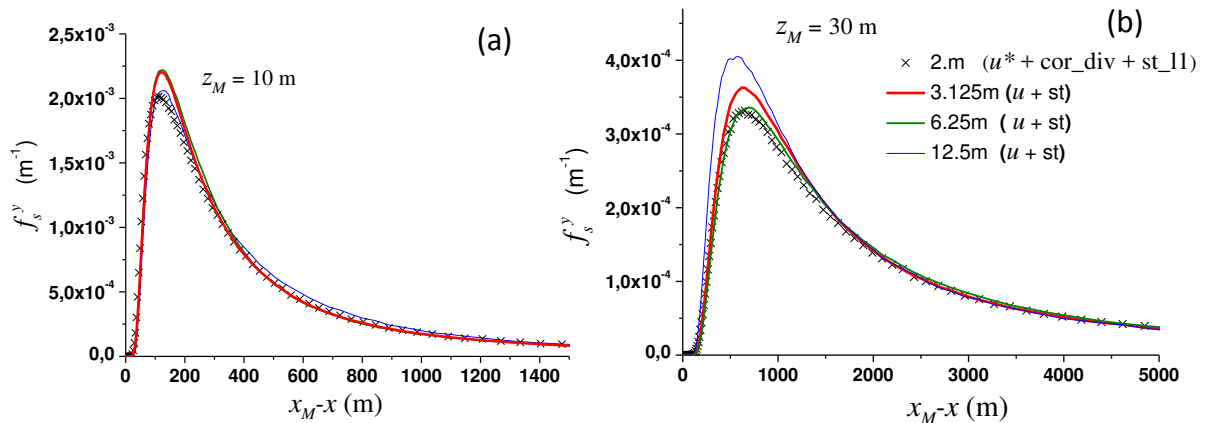 (a)
z_M = 10 m
2,5x10⁻³
2,0x10⁻³
1,5x10⁻³
1,0x10⁻³
5,0x10⁻⁴
0,0
f_s^y (m⁻¹)
0 200 400 600 800 1000 1200 1400
x_M-x (m)
(b)
z_M = 30 m
2.m (u* + cor_div + st_l1)
3.125m (u + st)
6.25m ( u + st)
12.5m (u + st)
4,0x10⁻⁴
3,0x10⁻⁴
2,0x10⁻⁴
1,0x10⁻⁴
0,0
f_s^y (m⁻¹)
0 1000 2000 3000 4000 5000
x_M-x (m)